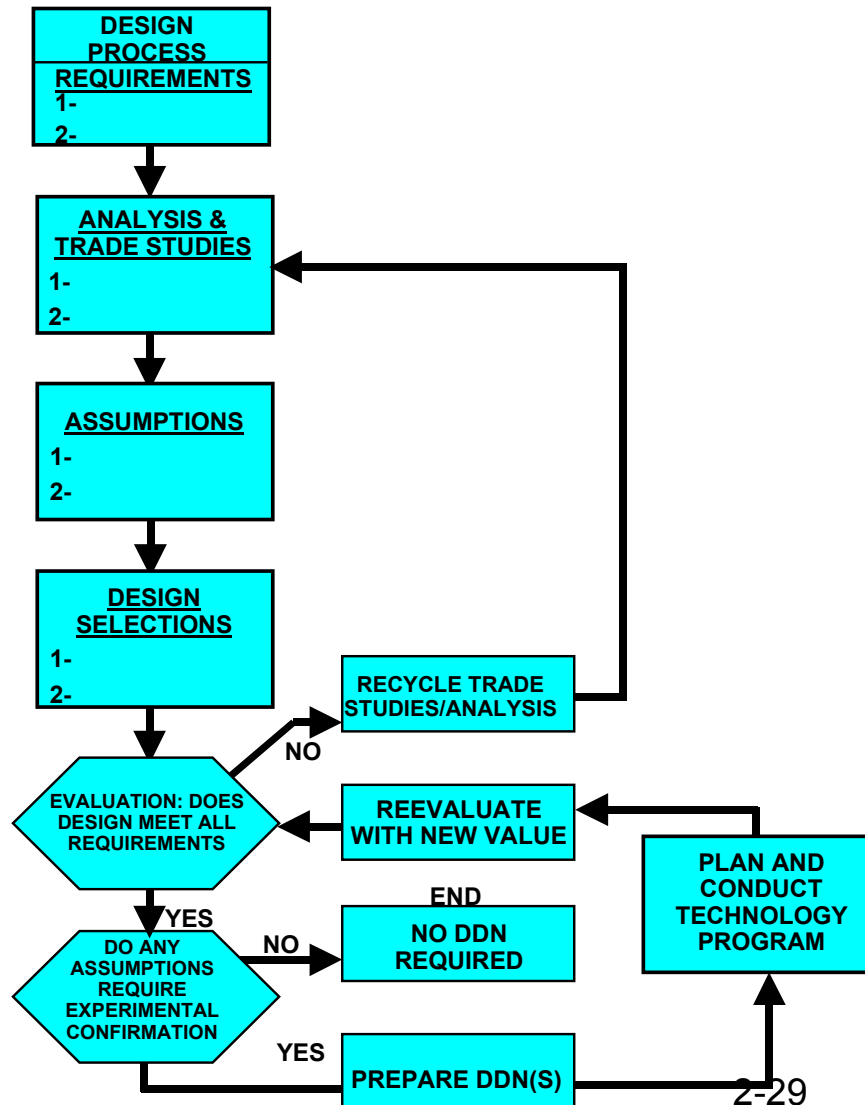 DESIGN
PROCESS
REQUIREMENTS
1-
2-
ANALYSIS &
TRADE STUDIES
1-
2-
ASSUMPTIONS
1-
2-
DESIGN
SELECTIONS
1-
2-
RECYCLE TRADE
STUDIES/ANALYSIS
NO
EVALUATION: DOES
DESIGN MEET ALL
REQUIREMENTS
REEVALUATE
WITH NEW VALUE
PLAN AND
CONDUCT
TECHNOLOGY
PROGRAM
YES
END
NO DDN
REQUIRED
NO
DO ANY
ASSUMPTIONS
REQUIRE
EXPERIMENTAL
CONFIRMATION
YES
PREPARE DDN(S)
2-29